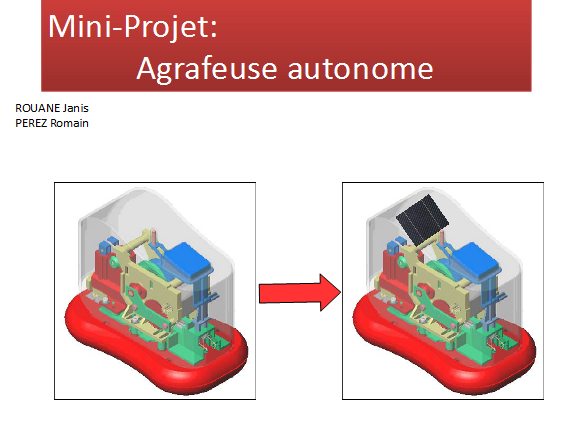 Mini-Projet:
Agrafeuse autonome
ROUANE Janis
PEREZ Romain